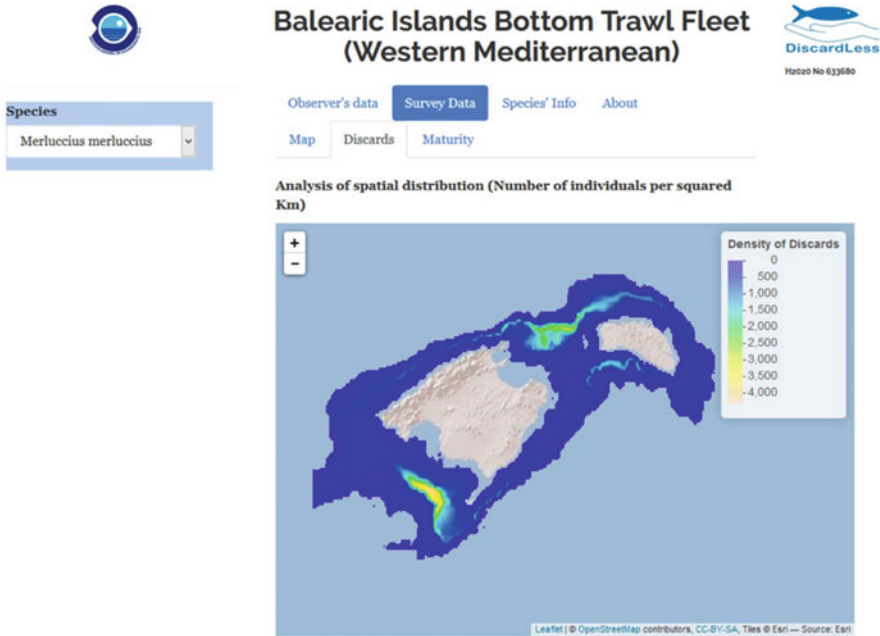 Balearic Islands Bottom Trawl Fleet
(Western Mediterranean)
DiscardLess
H2020 No 633680
Species
Merluccius merluccius
Observer's data Survey Data Species' Info About
Map Discards Maturity
Analysis of spatial distribution (Number of individuals per squared
Km)
+
−
Density of Discards
0
500
1,000
1,500
2,000
2,500
3,000
3,500
4,000
Leaflet | © OpenStreetMap contributors, CC-BY-SA, Tiles © Esri — Source: Esri